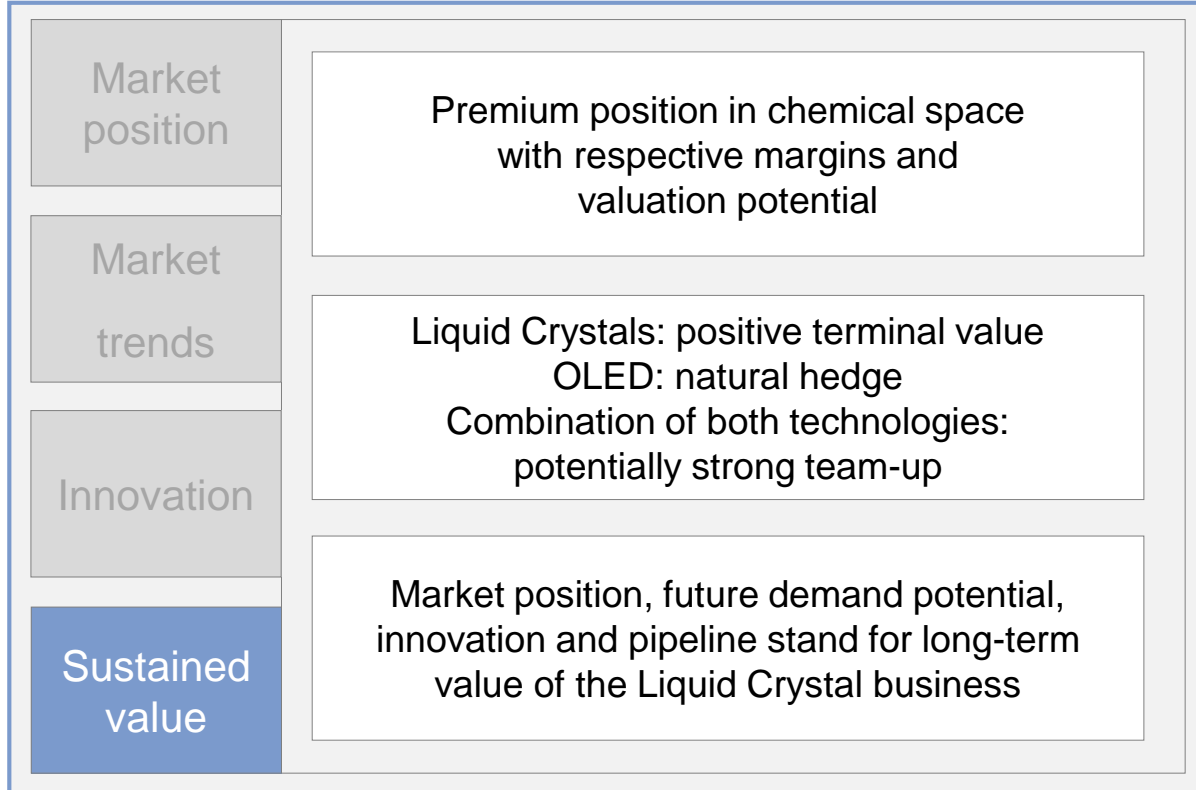 Market
position
Market
trends
Innovation
Sustained
value
Premium position in chemical space
with respective margins and
valuation potential
Liquid Crystals: positive terminal value
OLED: natural hedge
Combination of both technologies:
potentially strong team-up
Market position, future demand potential,
innovation and pipeline stand for long-term
value of the Liquid Crystal business